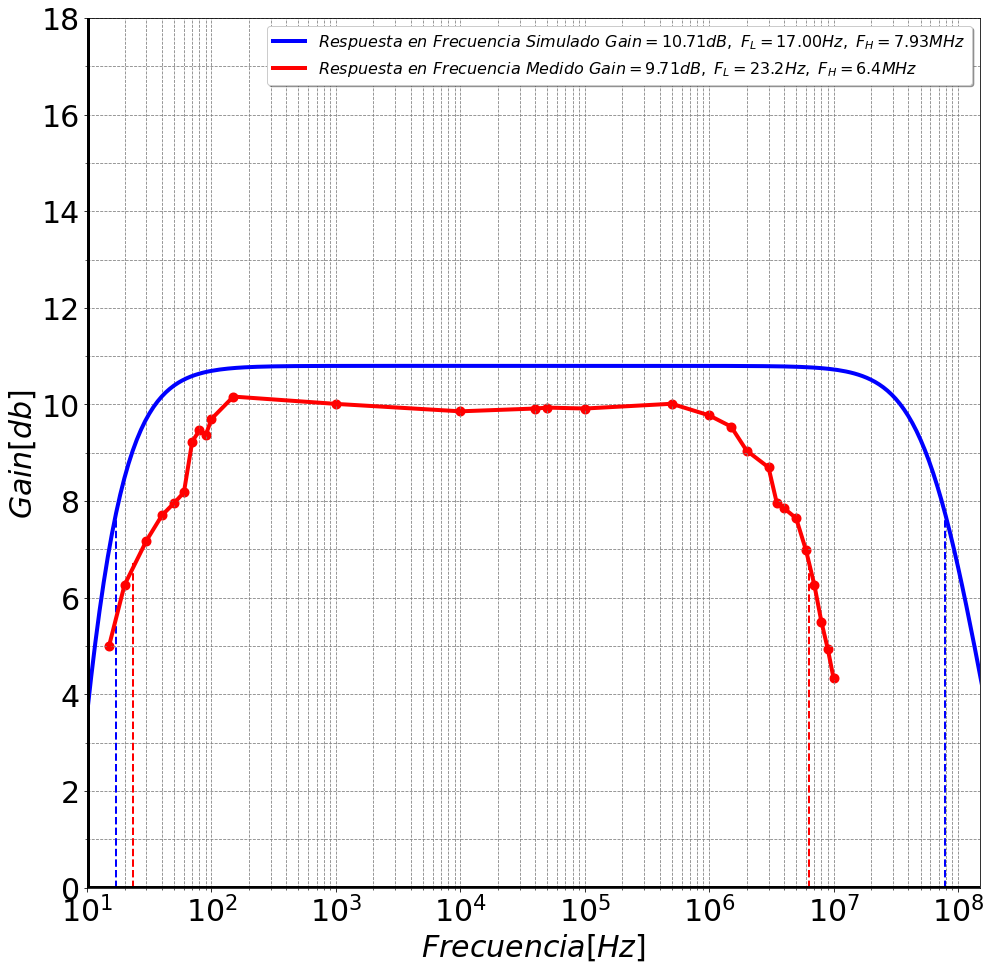 Respuesta en Frecuencia Simulado Gain = 10.71dB, F_L = 17.00Hz, F_H = 7.93MHz
Respuesta en Frecuencia Medido Gain = 9.71dB, F_L = 23.2Hz, F_H = 6.4MHz
18
16
14
12
10
8
6
4
2
0
Gain[db]
10^1 10^2 10^3 10^4 10^5 10^6 10^7 10^8
Frecuencia[Hz]